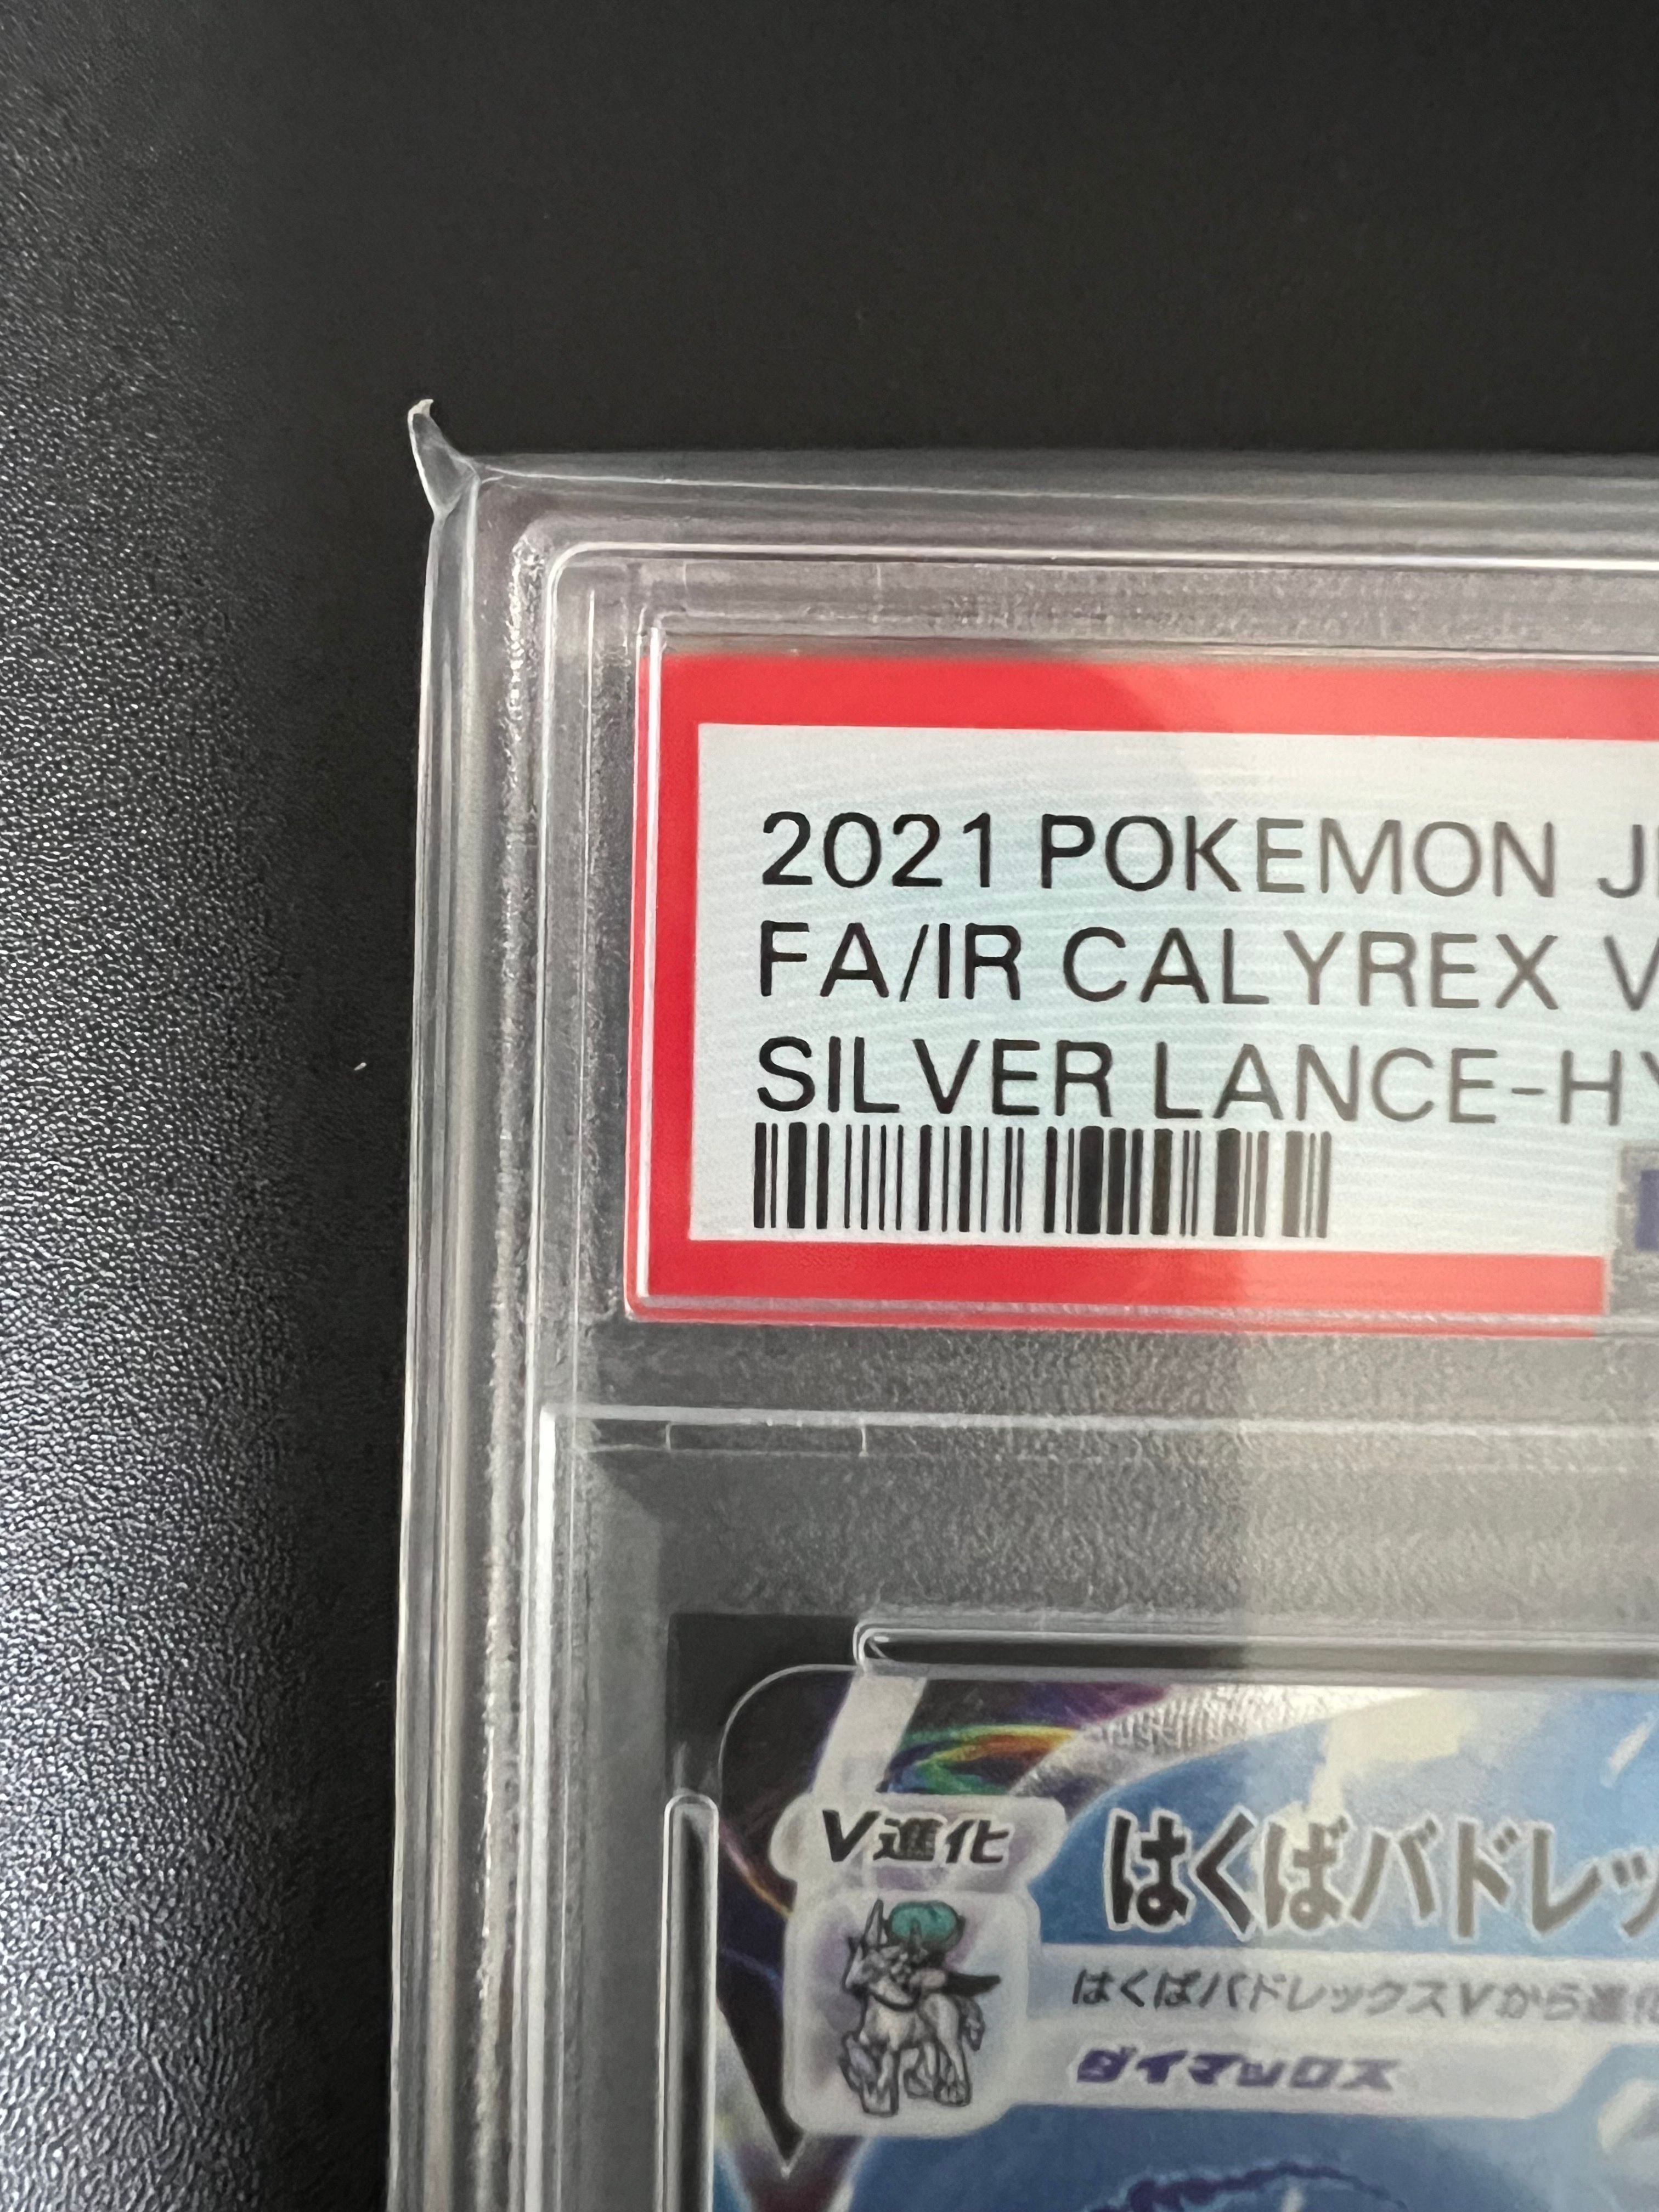 2021 POKEMON J
FA/IR CALYREX V
SILVER LANCE-HY
V進化
はくばバドレッ
はくばバドレックスVから進化
ダイマックス